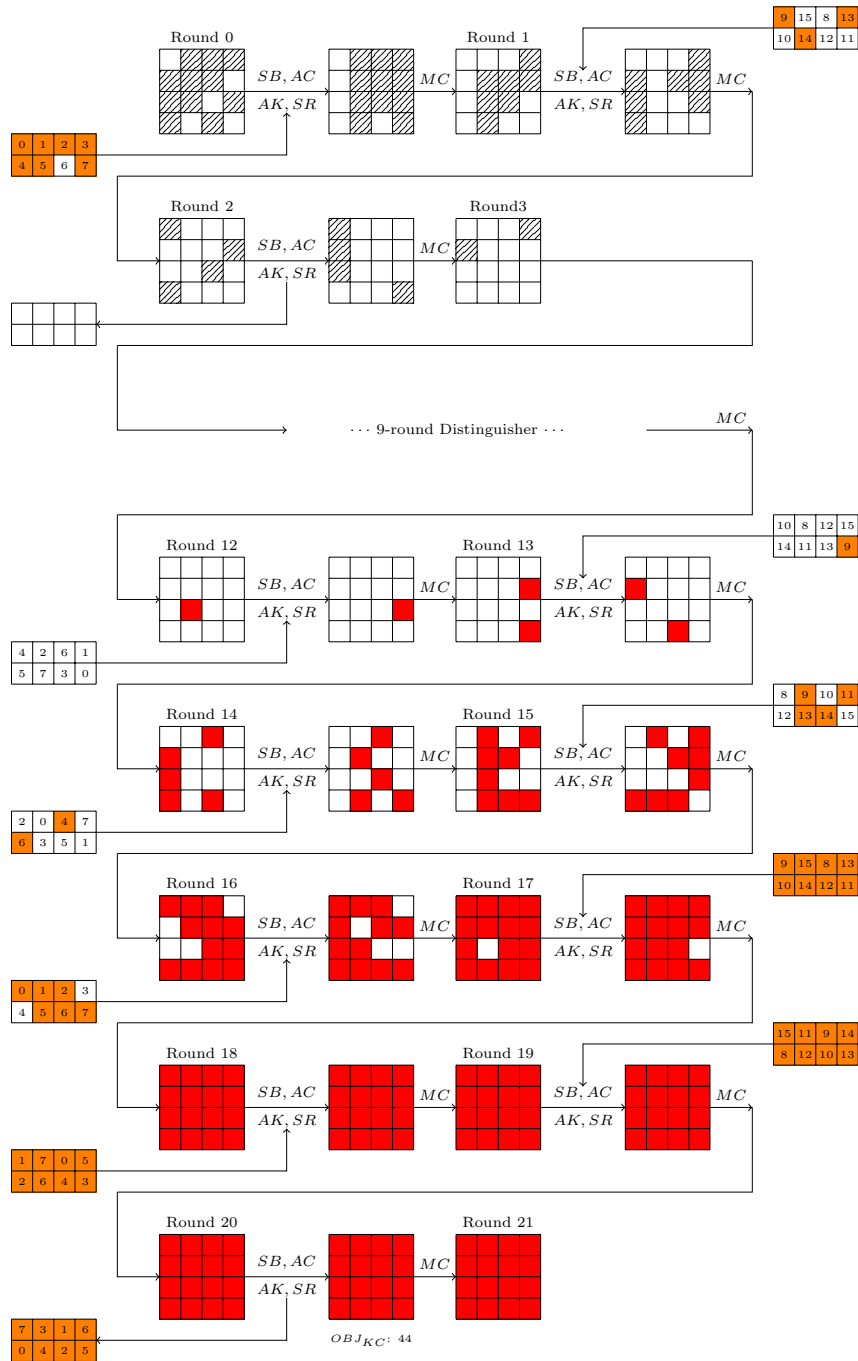 9 15 8 13
10 14 12 11
Round 0
Round 1
SB, AC
MC
SB, AC
MC
AK, SR
AK, SR
0 1 2 3
4 5 6 7
Round 2
Round3
SB, AC
MC
AK, SR
MC
··· 9-round Distinguisher ···
10 8 12 15
14 11 13 9
Round 12
Round 13
SB, AC
MC
SB, AC
MC
AK, SR
AK, SR
4 2 6 1
5 7 3 0
8 9 10 11
12 13 14 15
Round 14
Round 15
SB, AC
MC
SB, AC
MC
AK, SR
AK, SR
2 0 4 7
6 3 5 1
9 15 8 13
10 14 12 11
Round 16
Round 17
SB, AC
MC
SB, AC
MC
AK, SR
AK, SR
0 1 2 3
4 5 6 7
15 11 9 14
8 12 10 13
Round 18
Round 19
SB, AC
MC
SB, AC
MC
AK, SR
AK, SR
1 7 0 5
2 6 4 3
Round 20
Round 21
SB, AC
MC
AK, SR
7 3 1 6
0 4 2 5
OBJ_KC: 44